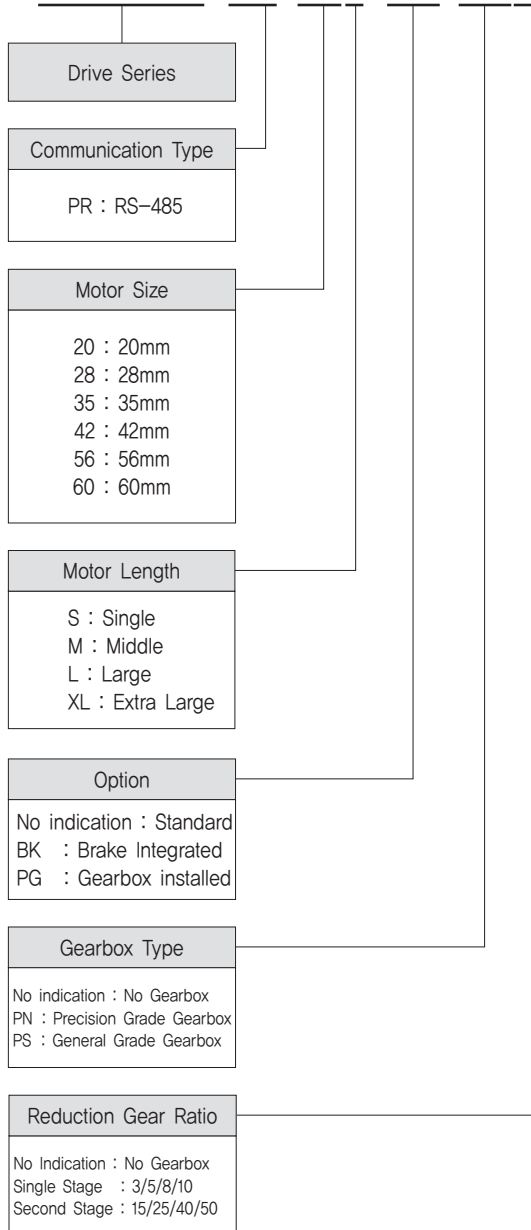 Drive Series
Communication Type
PR : RS-485
Motor Size
20 : 20mm
28 : 28mm
35 : 35mm
42 : 42mm
56 : 56mm
60 : 60mm
Motor Length
S : Single
M : Middle
L : Large
XL : Extra Large
Option
No indication : Standard
BK : Brake Integrated
PG : Gearbox installed
Gearbox Type
No indication : No Gearbox
PN : Precision Grade Gearbox
PS : General Grade Gearbox
Reduction Gear Ratio
No Indication : No Gearbox
Single Stage : 3/5/8/10
Second Stage : 15/25/40/50